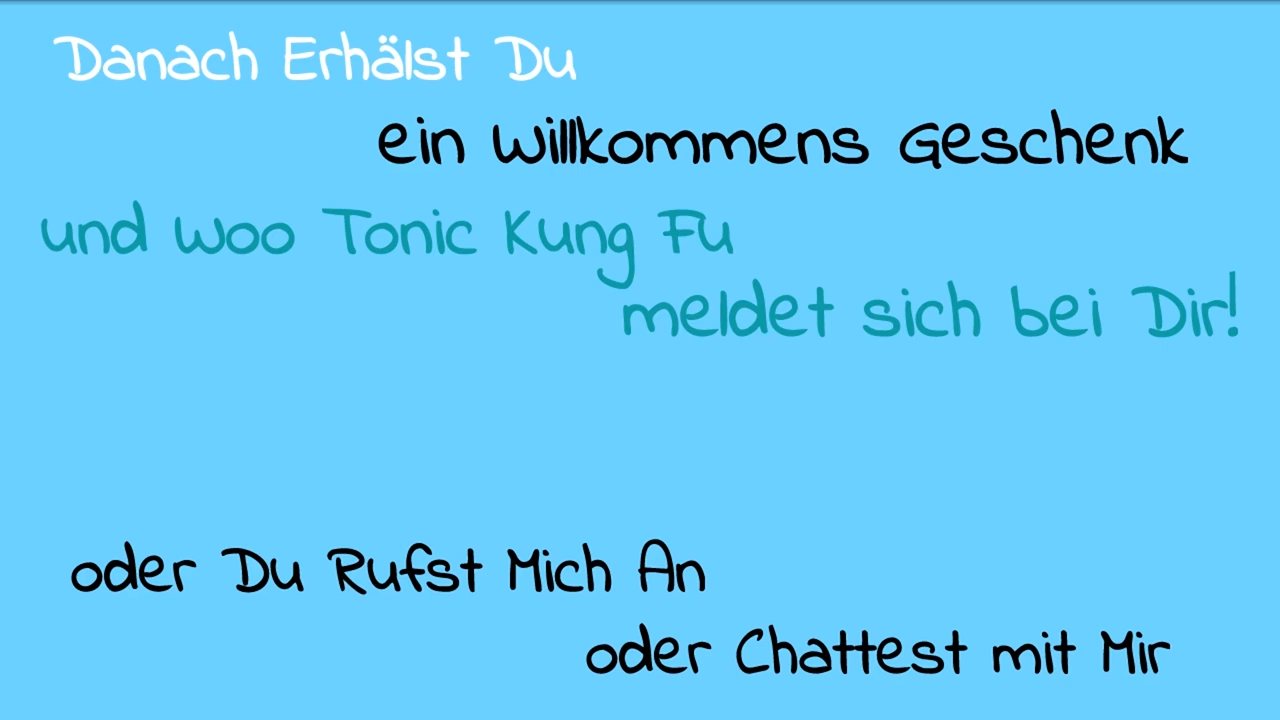 Danach Erhälst Du
ein Willkommens Geschenk
und Woo Tonic Kung Fu
meldet sich bei Dir!
oder Du Rufst Mich An
oder Chattest mit Mir